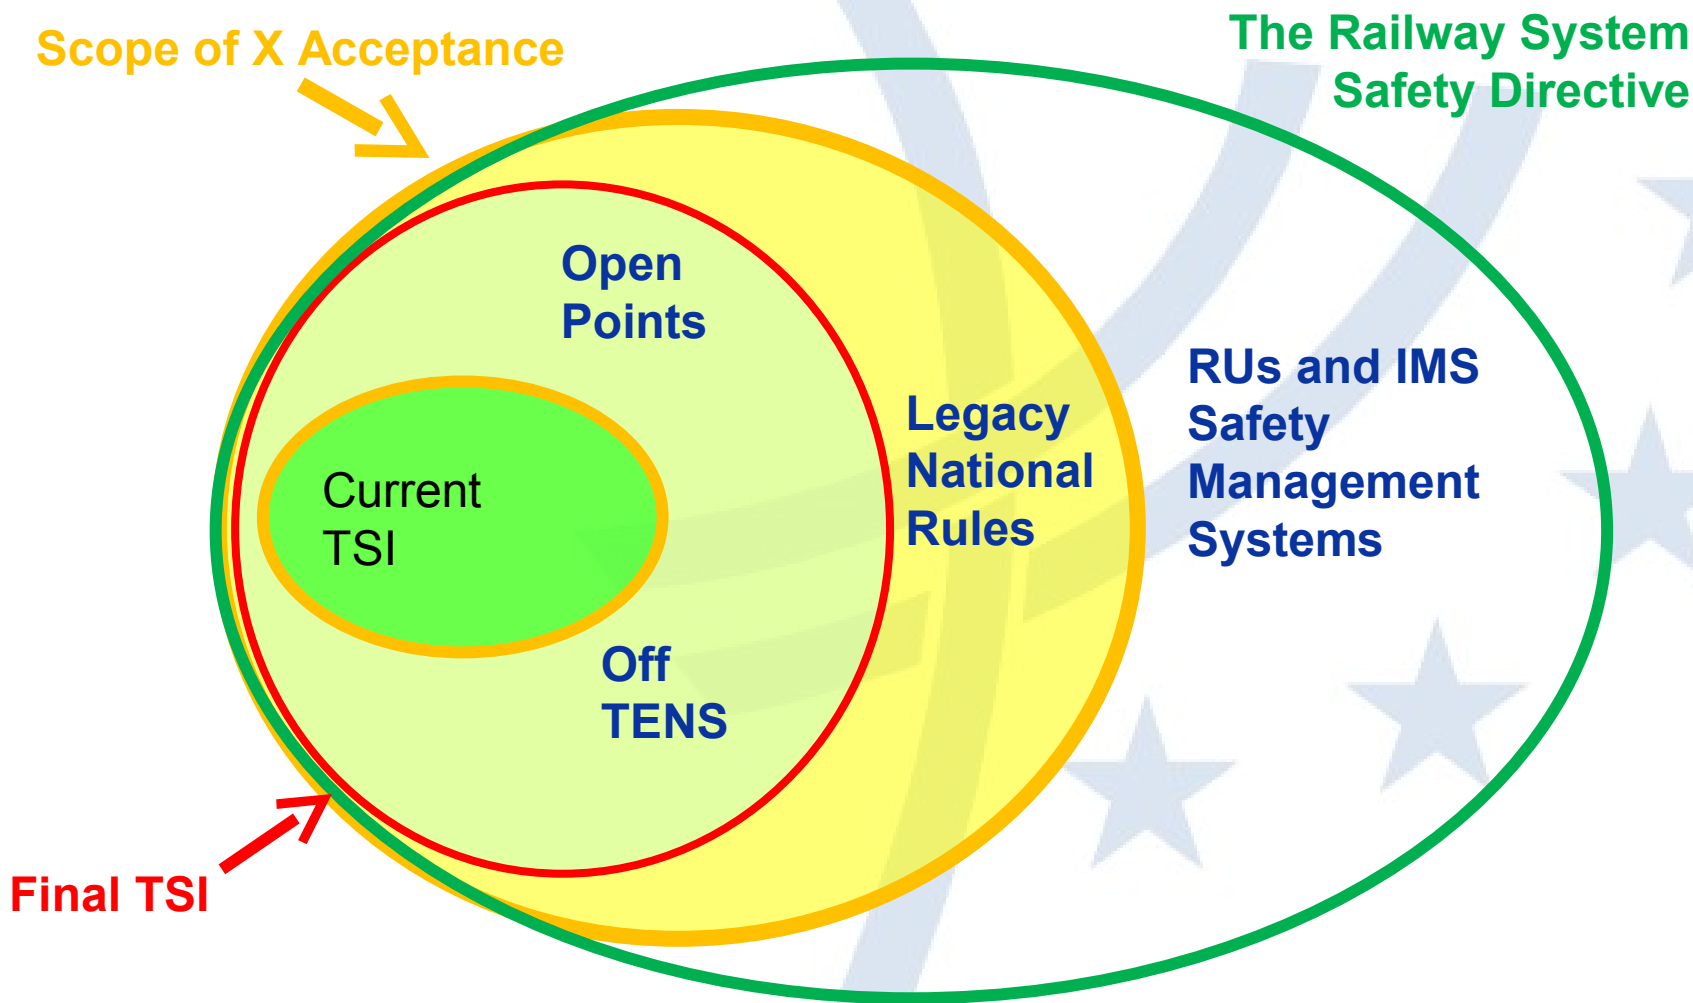 Scope of X Acceptance
The Railway System
Safety Directive
Open
Points
RUs and IMS
Safety
Management
Systems
Legacy
National
Rules
Current
TSI
Off
TENS
Final TSI